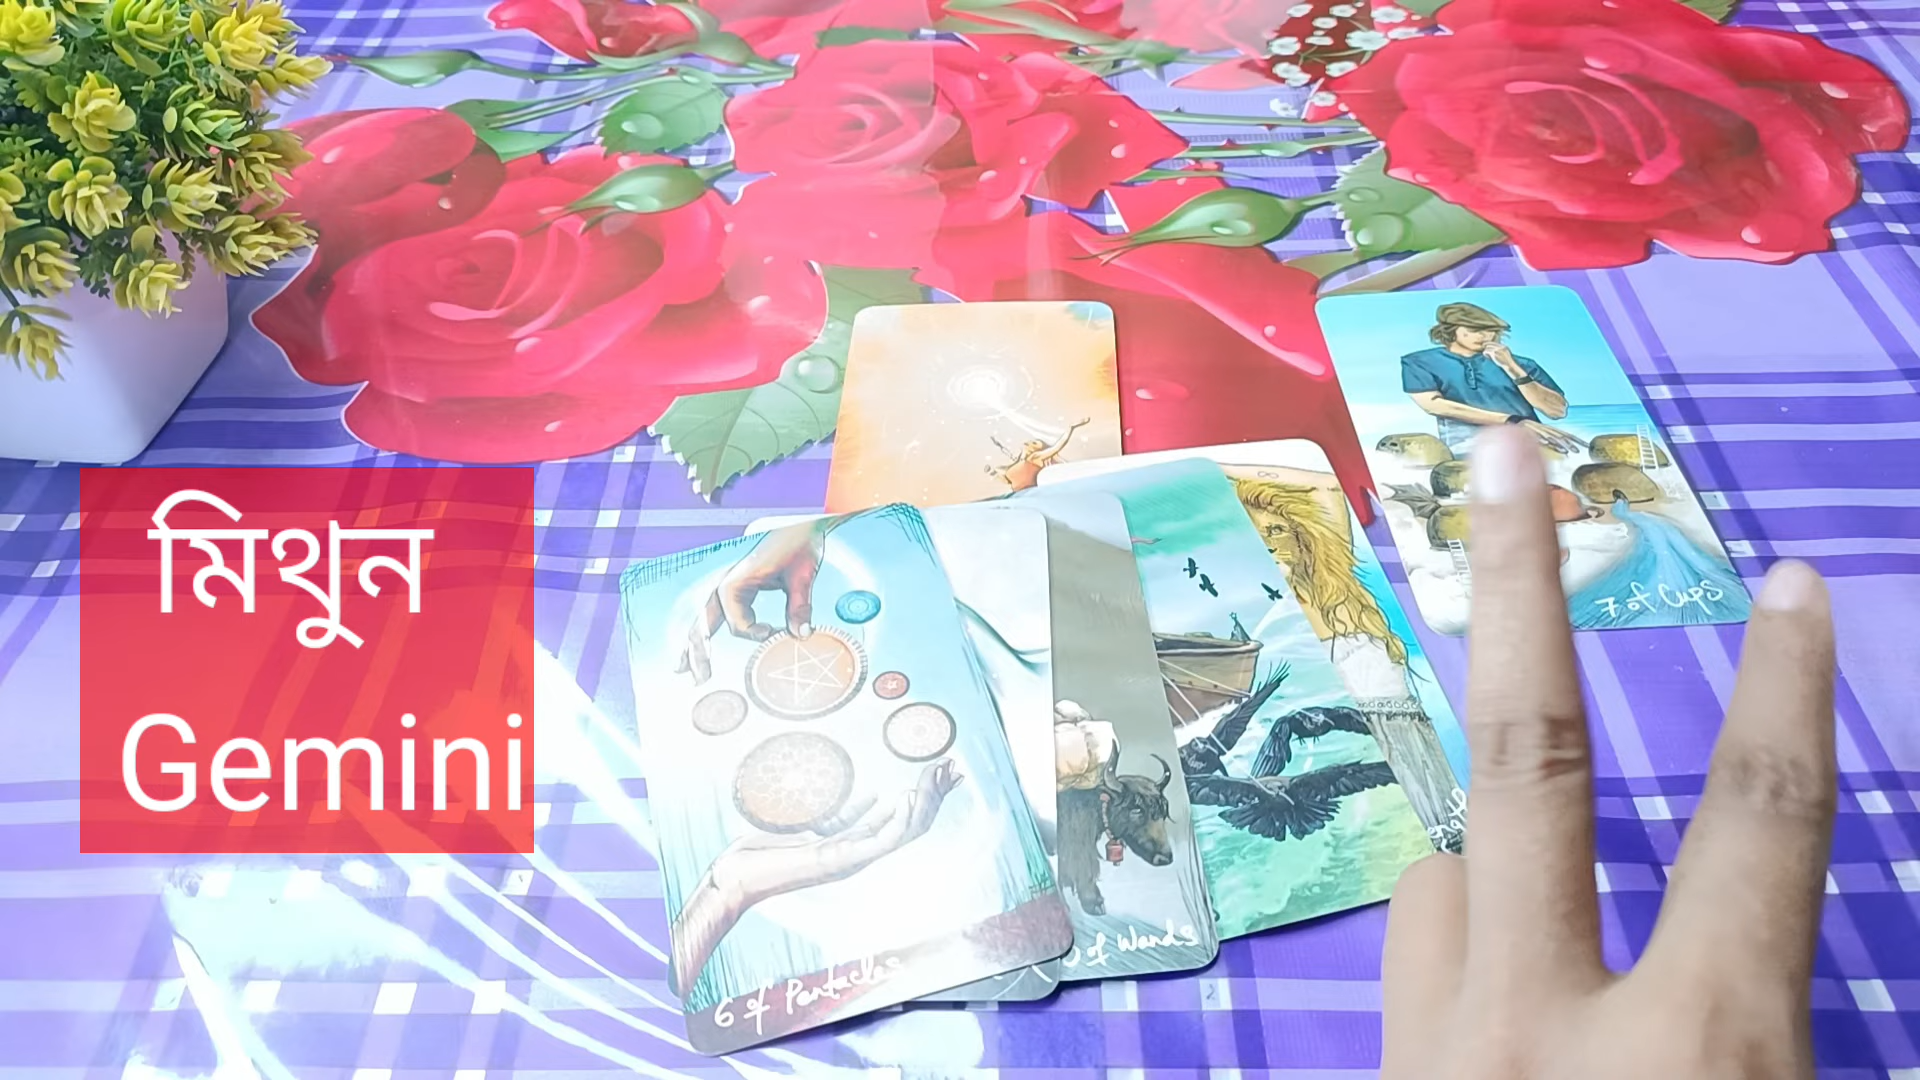 মিথুন
Gemini
7 of Cups
of Wands
6 of Pentacles